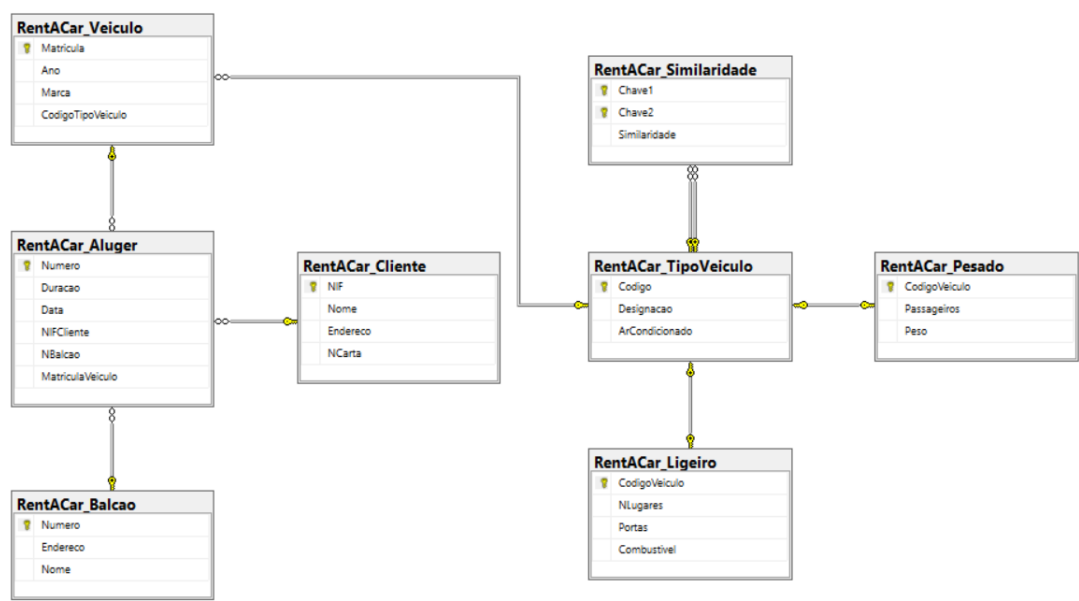 RentACar_Veiculo
Matricula
Ano
Marca
CodigoTipoVeiculo
RentACar_Similaridade
Chave1
Chave2
Similaridade
RentACar_Aluger
Numero
Duracao
Data
NIFCliente
NBalcao
MatriculaVeiculo
RentACar_Cliente
NIF
Nome
Endereco
NCarta
RentACar_TipoVeiculo
Codigo
Designacao
ArCondicionado
RentACar_Pesado
CodigoVeiculo
Passageiros
Peso
RentACar_Balcao
Numero
Endereco
Nome
RentACar_Ligeiro
CodigoVeiculo
NLugares
Portas
Combustivel